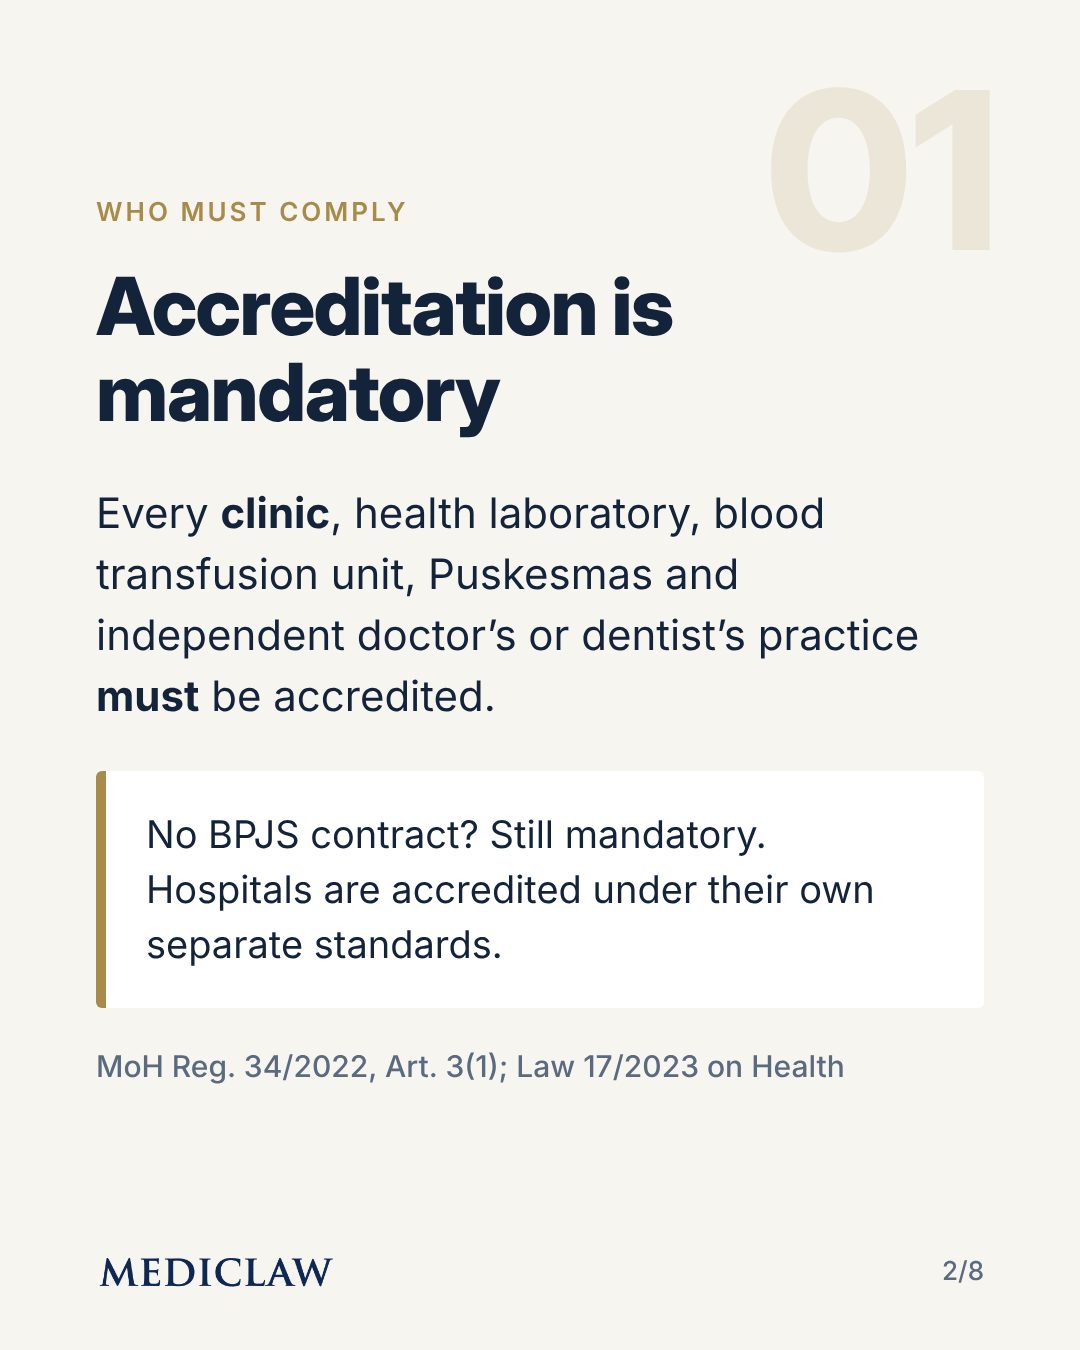 01
WHO MUST COMPLY
Accreditation is
mandatory
Every clinic, health laboratory, blood
transfusion unit, Puskesmas and
independent doctor’s or dentist’s practice
must be accredited.
No BPJS contract? Still mandatory.
Hospitals are accredited under their own
separate standards.
MoH Reg. 34/2022, Art. 3(1); Law 17/2023 on Health
MEDICLAW
2/8